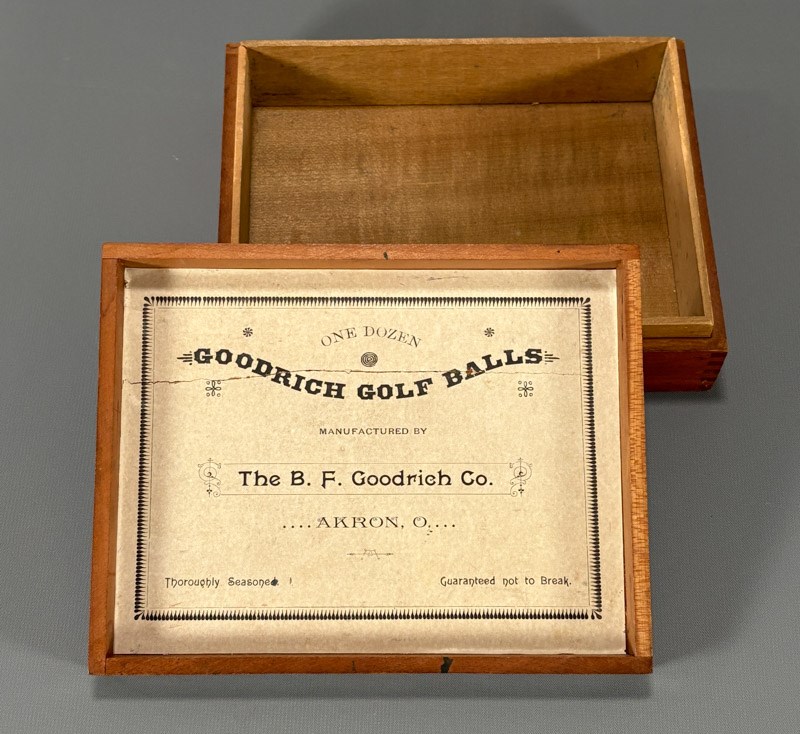 ONE DOZEN
GOODRICH GOLF BALLS
MANUFACTURED BY
The B. F. Goodrich Co.
....AKRON, O....
Thoroughly Seasoned. Guaranteed not to Break.